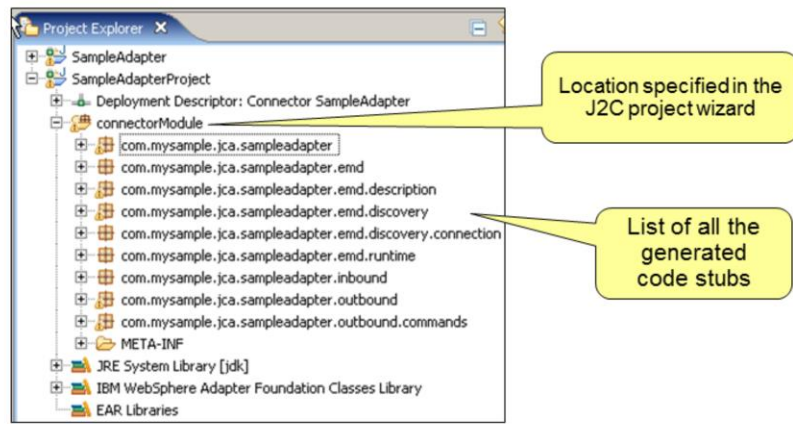 Project Explorer
SampleAdapter
SampleAdapterProject
Deployment Descriptor: Connector SampleAdapter
connectorModule
com.mysample.jca.sampleadapter
com.mysample.jca.sampleadapter.emd
com.mysample.jca.sampleadapter.emd.description
com.mysample.jca.sampleadapter.emd.discovery
com.mysample.jca.sampleadapter.emd.discovery.connection
com.mysample.jca.sampleadapter.emd.runtime
com.mysample.jca.sampleadapter.inbound
com.mysample.jca.sampleadapter.outbound
com.mysample.jca.sampleadapter.outbound.commands
META-INF
JRE System Library [jdk]
IBM WebSphere Adapter Foundation Classes Library
EAR Libraries
Location specified in the
J2C project wizard
List of all the
generated
code stubs